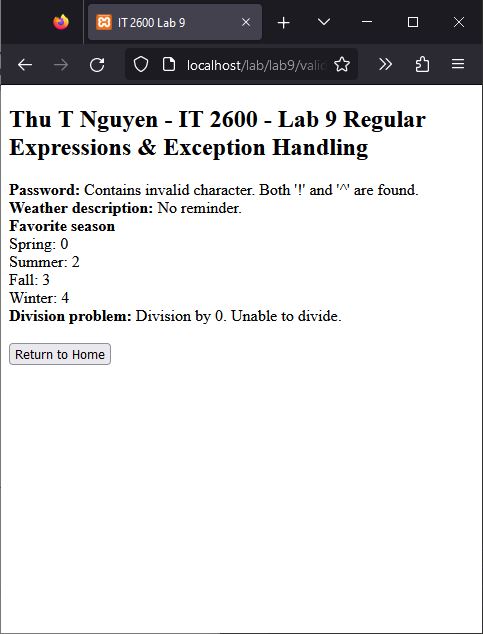 IT 2600 Lab 9
localhost/lab/lab9/valid
Thu T Nguyen - IT 2600 - Lab 9 Regular
Expressions & Exception Handling
Password: Contains invalid character. Both '!' and '^' are found.
Weather description: No reminder.
Favorite season
Spring: 0
Summer: 2
Fall: 3
Winter: 4
Division problem: Division by 0. Unable to divide.
Return to Home